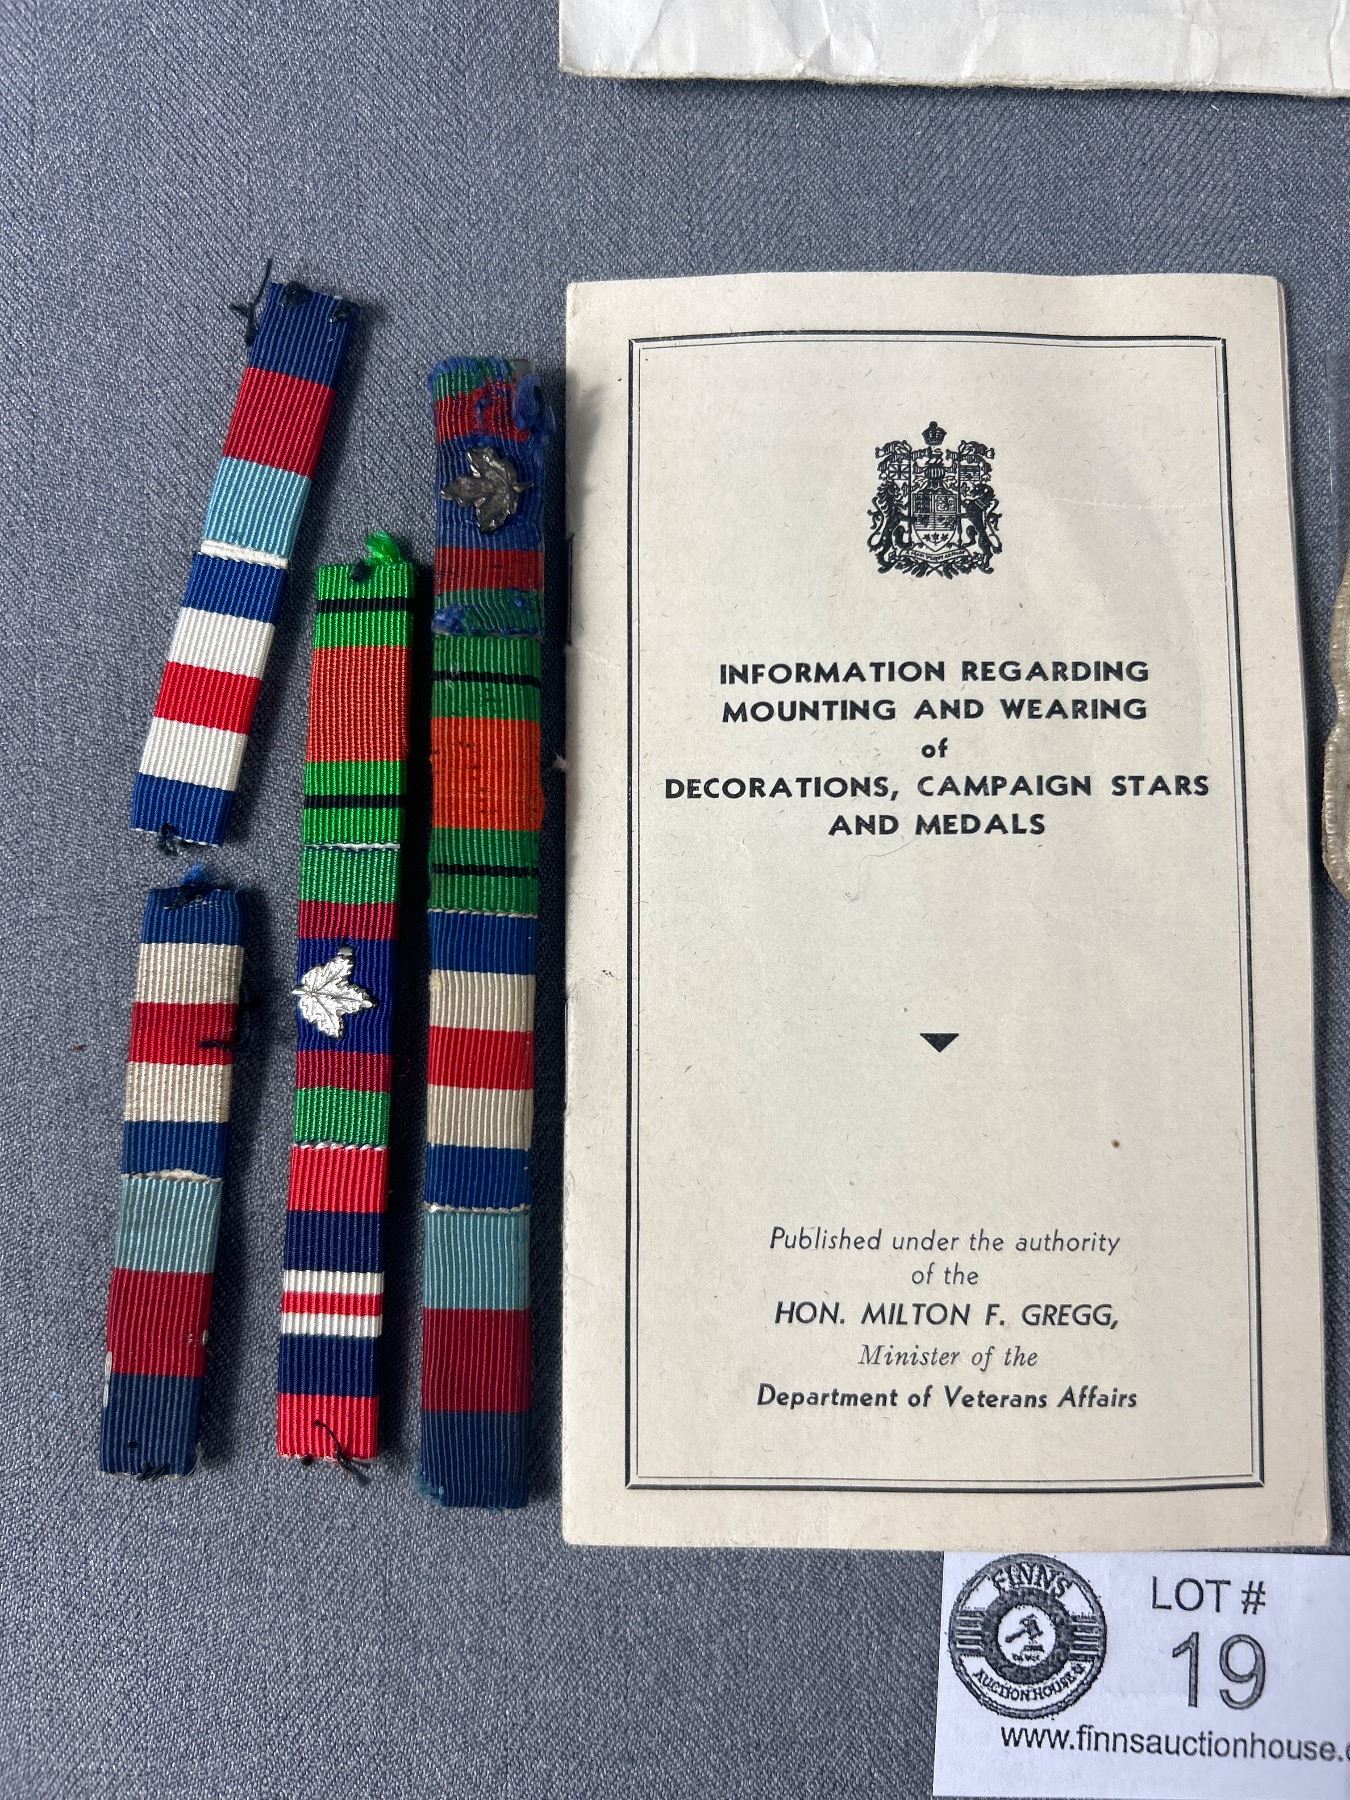 INFORMATION REGARDING
MOUNTING AND WEARING
of
DECORATIONS, CAMPAIGN STARS
AND MEDALS
Published under the authority
of the
HON. MILTON F. GREGG,
Minister of the
Department of Veterans Affairs
FINNS
AUCTION HOUSE
LOT #
19
www.finnsauctionhouse.